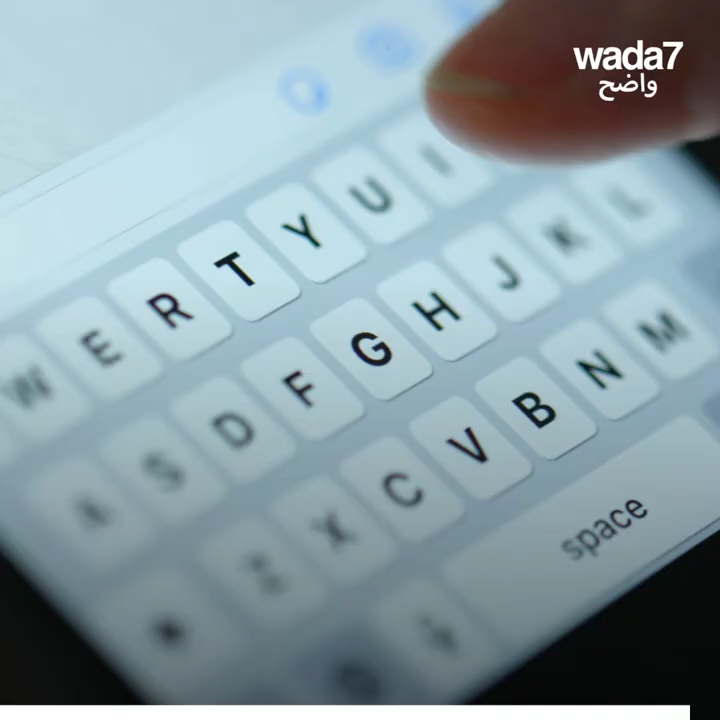 wada7
واضح
W E R T Y U I
A S D F G H J K L
Z X C V B N M
space